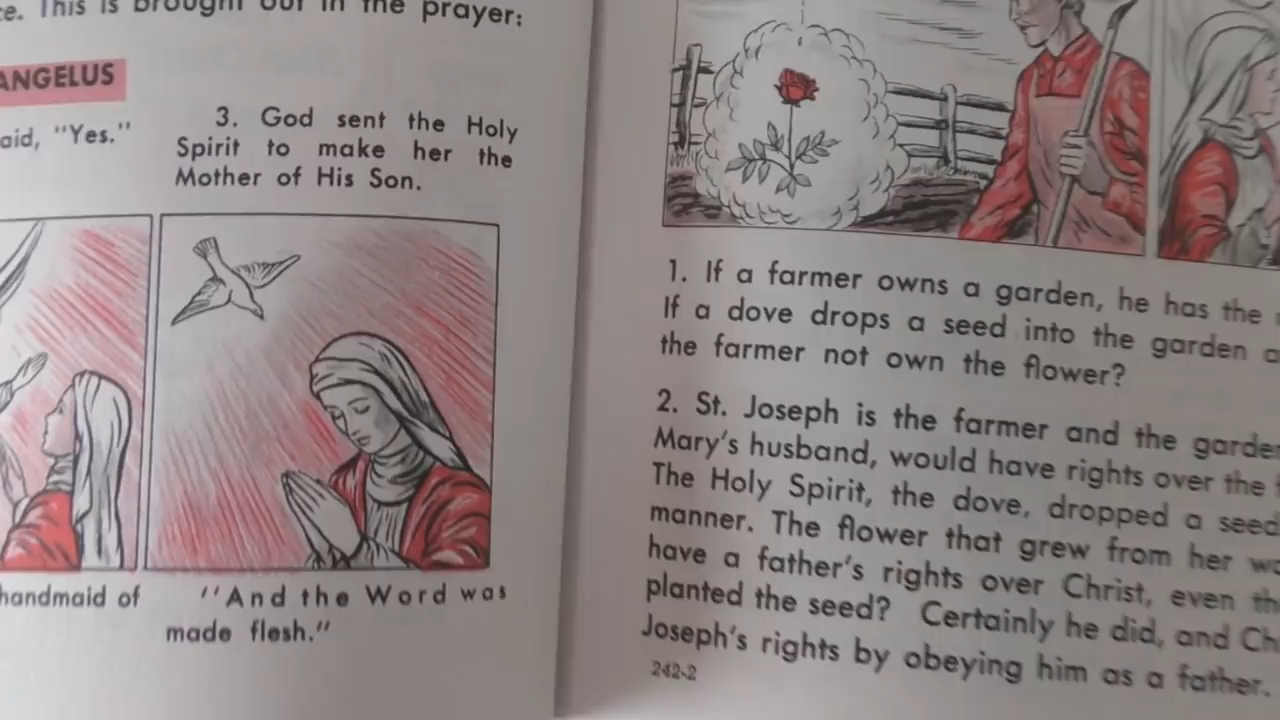 This is brought out in the prayer:
ANGELUS
"Yes."
3. God sent the Holy
Spirit to make her the
Mother of His Son.
handmaid of
"And the Word was
made flesh."
1. If a farmer owns a garden, he has the
If a dove drops a seed into the garden
the farmer not own the flower?
2. St. Joseph is the farmer and the
Mary's husband, would have rights over the
The Holy Spirit, the dove, dropped a seed
manner. The flower that grew from her
have a father's rights over Christ, even
planted the seed? Certainly he did, and
Joseph's rights by obeying him as a father.
242-2